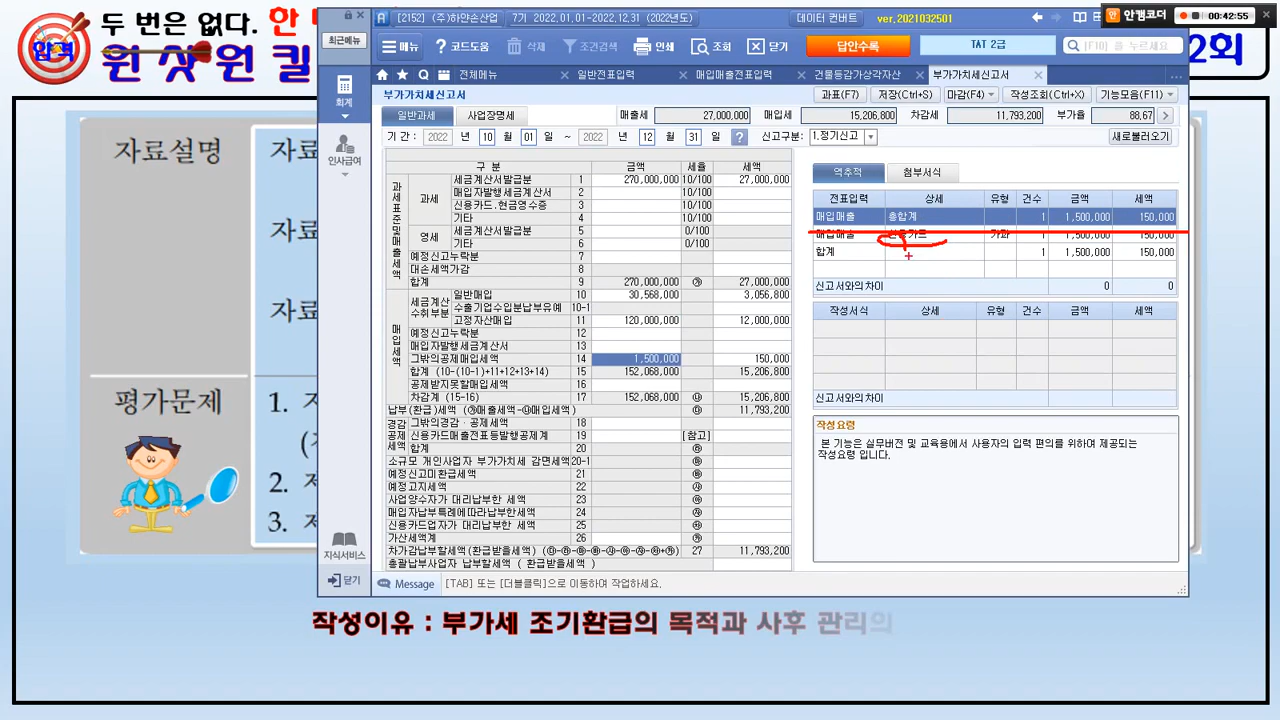 두 번은 없다. 한
원 샷 원 킬
합격
2회
[2152] (주)하얀손산업 7기 2022.01.01~2022.12.31 (2022년도) 데이터 컨버트 ver.2021032501
안캠코더 00:42:55
최근메뉴
메뉴 코드도움 삭제 조건검색 인쇄 조회 닫기 답안수록 TAT 2급 [F10] 을 누르세요
전체메뉴 일반전표입력 매입매출전표입력 건물등감가상각자산 부가가치세신고서
부가가치세신고서 과표(F7) 저장(Ctrl+S) 마감(F4) 작성조회(Ctrl+X) 기능모음(F11)
일반과세 사업장명세 매출세 27,000,000 매입세 15,206,800 차감세 11,793,200 부가율 88.67
기 간 : 2022 년 10 월 01 일 ~ 2022 년 12 월 31 일 ? 신고구분: 1.정기신고 새로불러오기
회계
인사급여
지식서비스
닫기
구 분 금액 세율 세액
과세표준및매출세액
과세
세금계산서발급분 1 270,000,000 10/100 27,000,000
매입자발행세금계산서 2 10/100
신용카드.현금영수증 3 10/100
기타 4 10/100
영세
세금계산서발급분 5 0/100
기타 6 0/100
예정신고누락분 7
대손세액가감 8
합계 9 270,000,000 ㉮ 27,000,000
매입세액
세금계산수취부분
일반매입 10 30,568,000 3,056,800
수출기업수입분납부유예 10-1
고정자산매입 11 120,000,000 12,000,000
예정신고누락분 12
매입자발행세금계산서 13
그밖의공제매입세액 14 1,500,000 150,000
합계 (10-(10-1)+11+12+13+14) 15 152,068,000 15,206,800
공제받지못할매입세액 16
차감계 (15-16) 17 152,068,000 ㉯ 15,206,800
납부(환급)세액 (㉮매출세액-㉯매입세액) 11,793,200
경감공제세액
그밖의경감ㆍ공제세액 18
신용카드매출전표등발행공제계 19 [참고]
합계 20
소규모 개인사업자 부가가치세 감면세액 20-1
예정신고미환급세액 21
예정고지세액 22
사업양수자가 대리납부한 세액 23
매입자납부특례에따라납부한세액 24
신용카드업자가 대리납부한 세액 25
가산세액계 26
차가감납부할세액(환급받을세액) 27 11,793,200
총괄납부사업자 납부할세액 ( 환급받을세액 )
역추적 첨부서식
전표입력 상세 유형 건수 금액 세액
매입매출 총합계 1 1,500,000 150,000
매입매출 신용카드 카과 1 1,500,000 150,000
합계 1 1,500,000 150,000
신고서와의차이 0 0
작성서식 상세 유형 건수 금액 세액
신고서와의차이
작성요령
본 기능은 실무버전 및 교육용에서 사용자의 입력 편의를 위하여 제공되는
작성요령 입니다.
Message [TAB] 또는 [더블클릭]으로 이동하여 작업하세요.
자료설명
자료
자료
자료
평가문제
1.
2. 제
3. 제
작성이유 : 부가세 조기환급의 목적과 사후 관리의